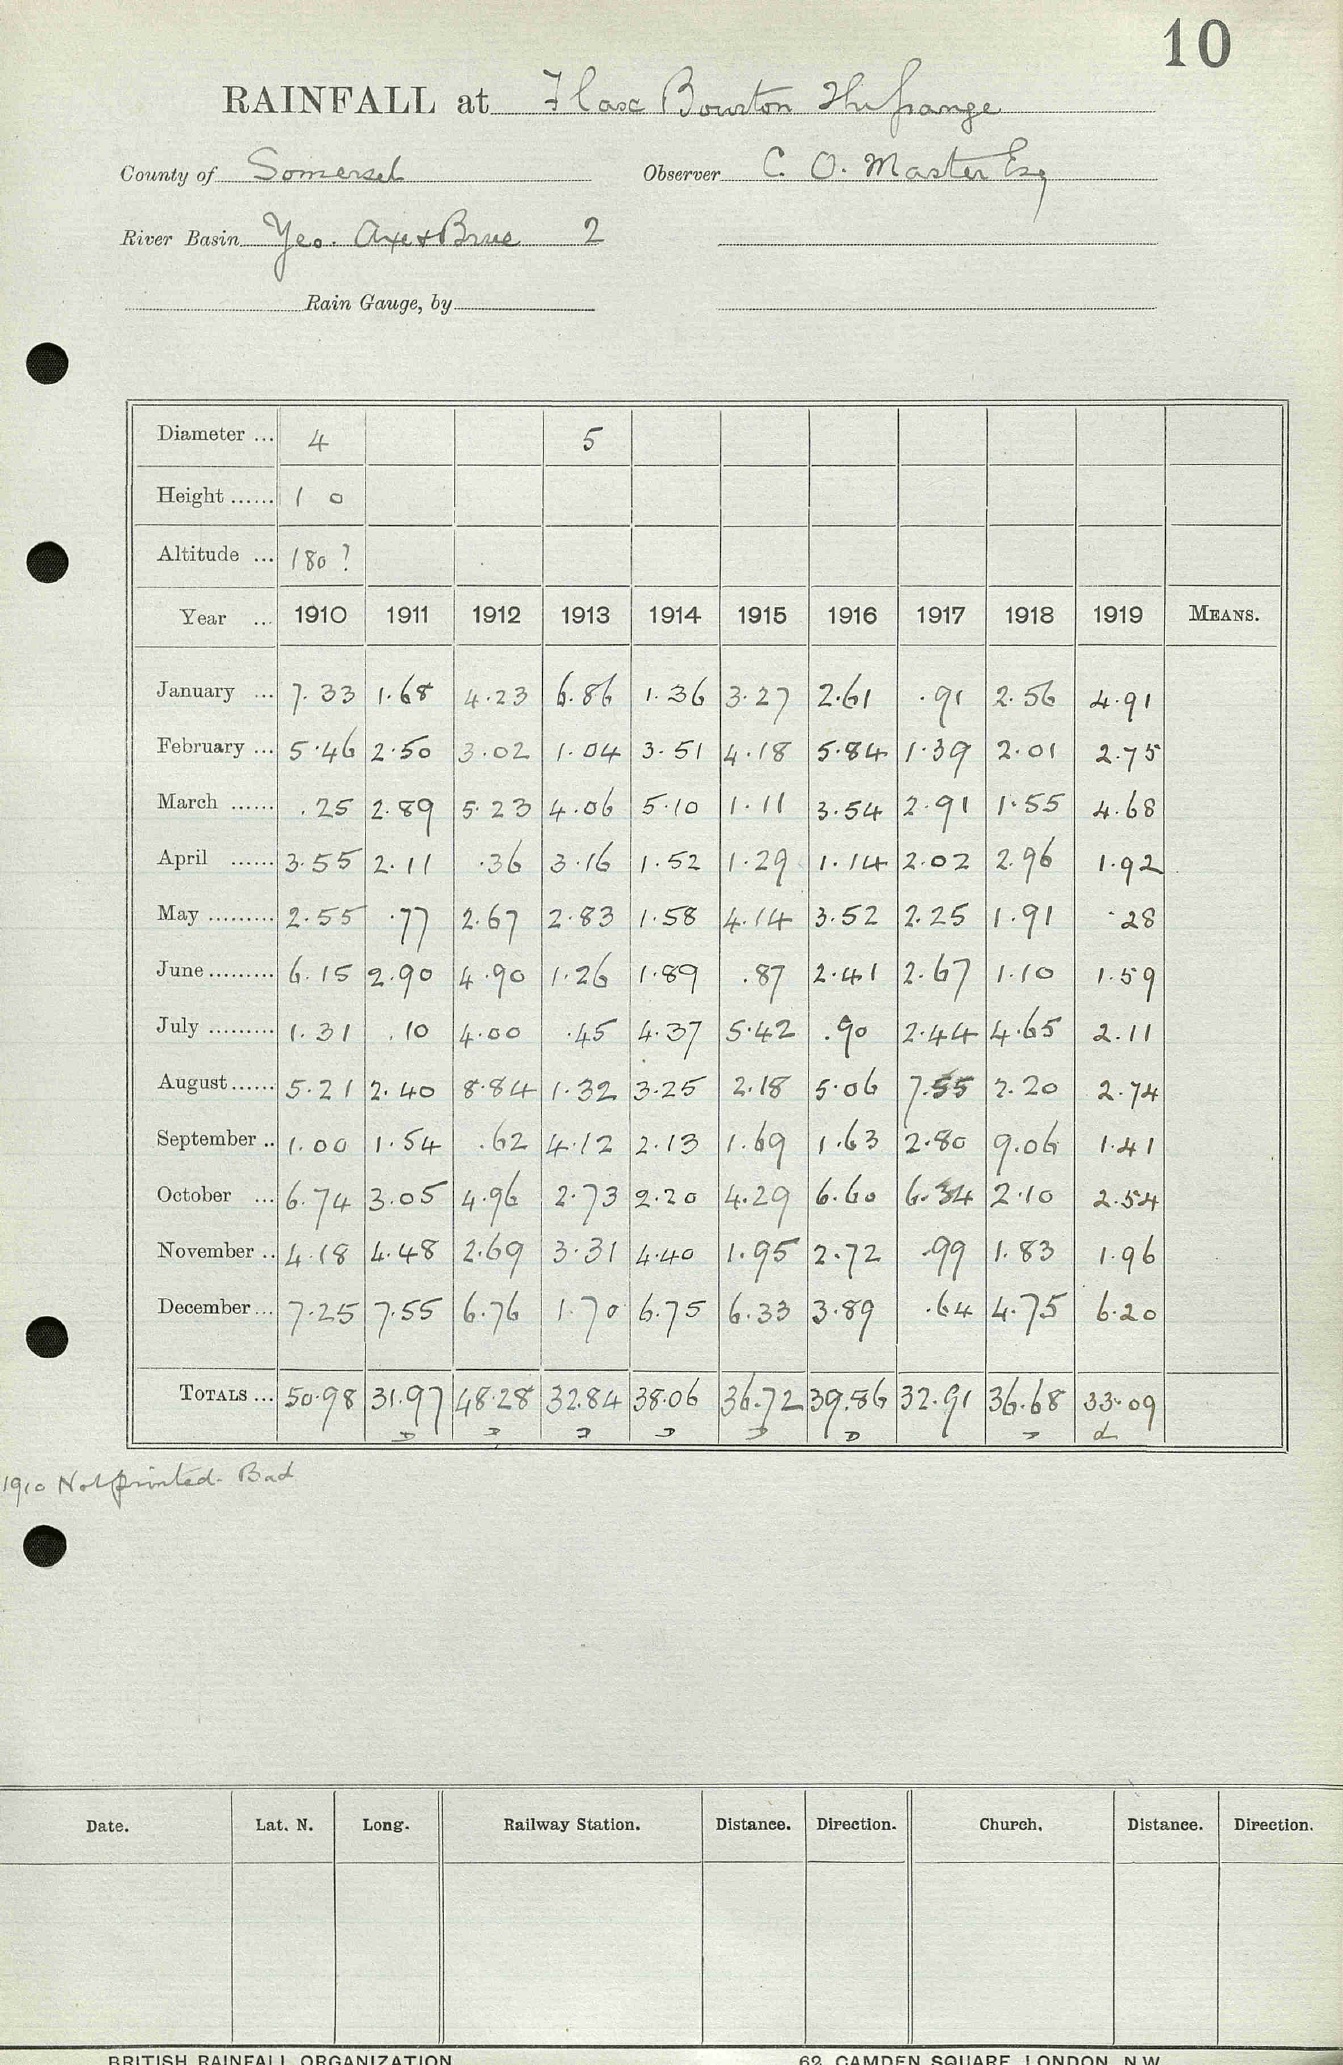 10
RAINFALL at Flax Bourton The Grange
County of Somerset Observer C. O. Master Esq
River Basin Yeo. Axe & Brue 2
Rain Gauge, by
Diameter ... 4 5
Height ...... 1 0
Altitude ... 180 ?
Year ... 1910 1911 1912 1913 1914 1915 1916 1917 1918 1919 MEANS.
January ... 7.33 1.68 4.23 6.86 1.36 3.27 2.61 .91 2.56 4.91
February ... 5.46 2.50 3.02 1.04 3.51 4.18 5.84 1.39 2.01 2.75
March ...... .25 2.89 5.23 4.06 5.10 1.11 3.54 2.91 1.55 4.68
April ...... 3.55 2.11 .36 3.16 1.52 1.29 1.14 2.02 2.96 1.92
May ......... 2.55 .77 2.67 2.83 1.58 4.14 3.52 2.25 1.91 .28
June ......... 6.15 2.90 4.90 1.26 1.89 .87 2.41 2.67 1.10 1.59
July ......... 1.31 .10 4.00 .45 4.37 5.42 .90 2.44 4.65 2.11
August ...... 5.21 2.40 8.84 1.32 3.25 2.18 5.06 7.55 2.20 2.74
September .. 1.00 1.54 .62 4.12 2.13 1.69 1.63 2.80 9.06 1.41
October ... 6.74 3.05 4.96 2.73 2.20 4.29 6.60 6.34 2.10 2.54
November .. 4.18 4.48 2.69 3.31 4.40 1.95 2.72 .99 1.83 1.96
December ... 7.25 7.55 6.76 1.70 6.75 6.33 3.89 .64 4.75 6.20
TOTALS ... 50.98 31.97 48.28 32.84 38.06 36.72 39.86 32.91 36.68 33.09
D D D D D D D d
1910 Not printed. Bad
Date. Lat. N. Long. Railway Station. Distance. Direction. Church. Distance. Direction.
BRITISH RAINFALL ORGANIZATION 62, CAMDEN SQUARE, LONDON, N.W.